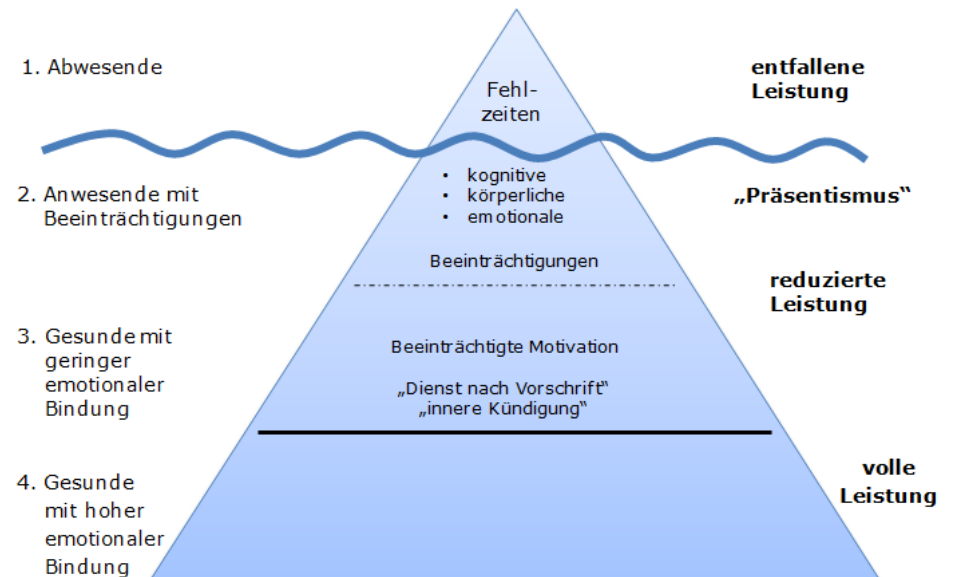 1. Abwesende
entfallene
Leistung
Fehl-
zeiten
2. Anwesende mit
Beeinträchtigungen
• kognitive
• körperliche
• emotionale
Beeinträchtigungen
„Präsentismus“
reduzierte
Leistung
3. Gesunde mit
geringer
emotionaler
Bindung
Beeinträchtigte Motivation
„Dienst nach Vorschrift“
„innere Kündigung“
4. Gesunde
mit hoher
emotionaler
Bindung
volle
Leistung